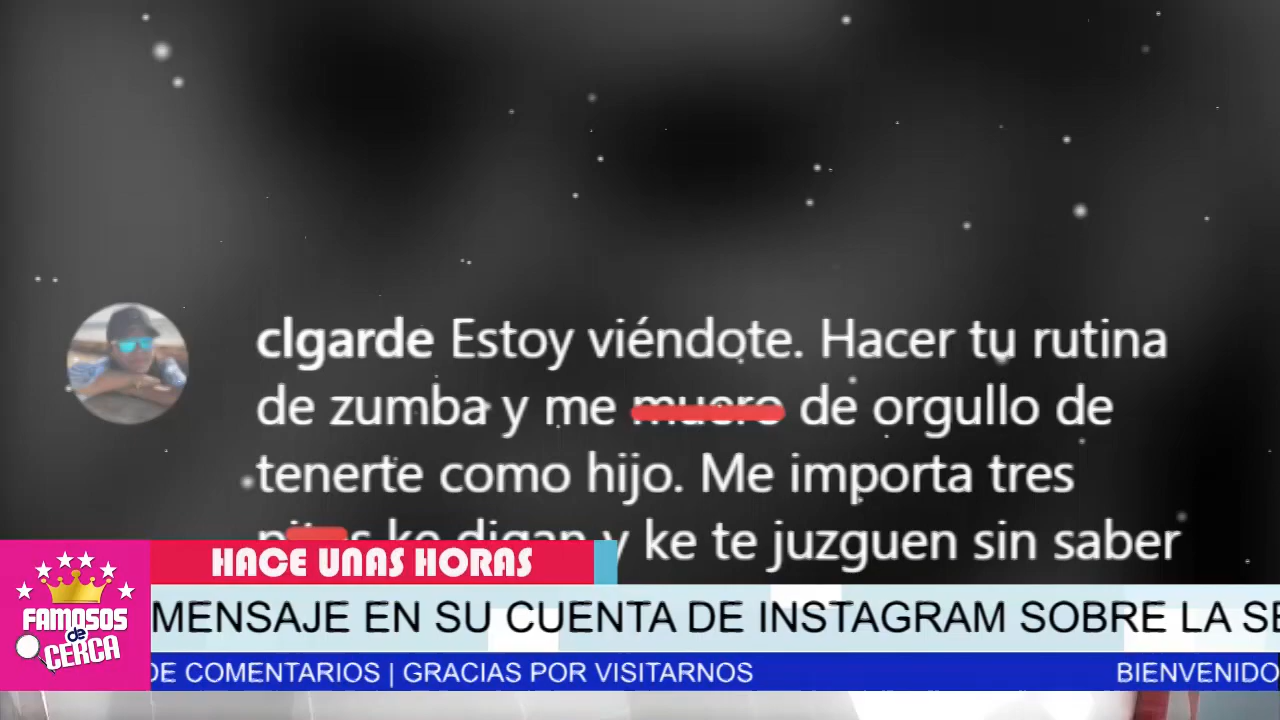 clgarde Estoy viéndote. Hacer tu rutina
de zumba y me muero de orgullo de
tenerte como hijo. Me importa tres
ke digan y ke te juzguen sin saber
HACE UNAS HORAS
MENSAJE EN SU CUENTA DE INSTAGRAM SOBRE LA SE
DE COMENTARIOS | GRACIAS POR VISITARNOS BIENVENIDO
FAMOSOS
de
CERCA